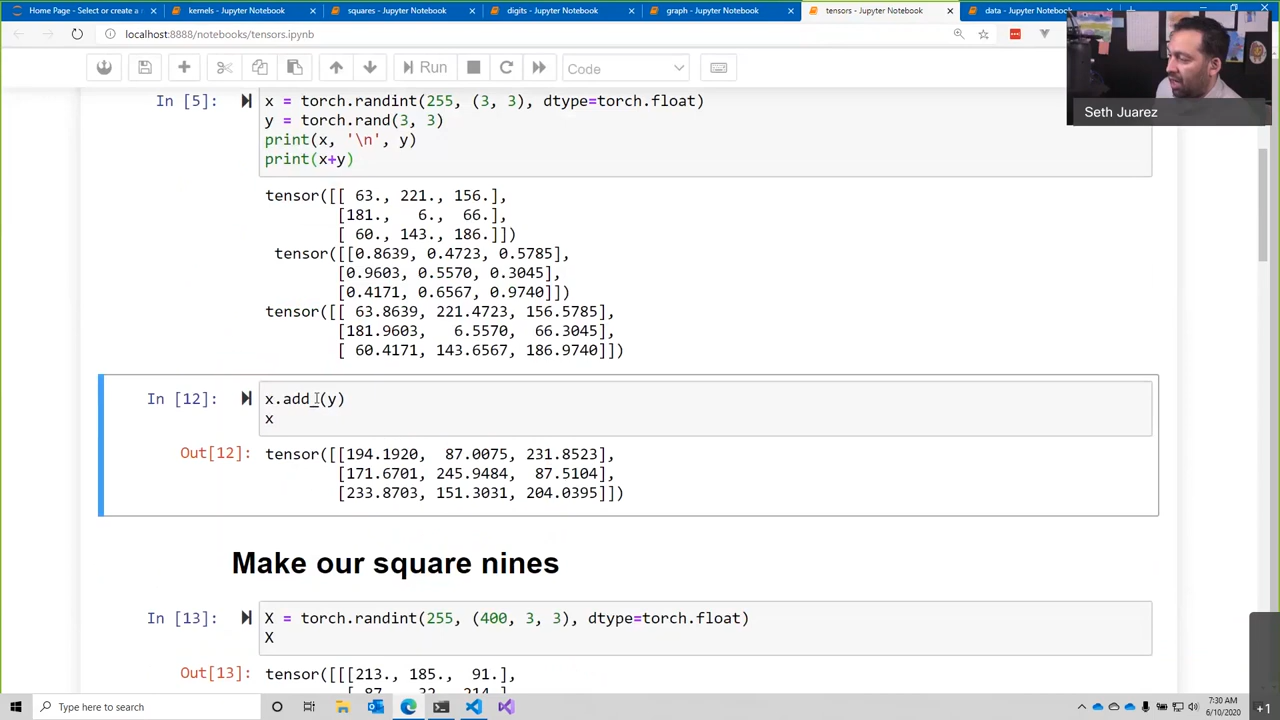 Home Page - Select or create a n
kernels - Jupyter Notebook
squares - Jupyter Notebook
digits - Jupyter Notebook
graph - Jupyter Notebook
tensors - Jupyter Notebook
data - Jupyter Notebook
localhost:8888/notebooks/tensors.ipynb
Run
Code
Seth Juarez
In [5]:
x = torch.randint(255, (3, 3), dtype=torch.float)
y = torch.rand(3, 3)
print(x, '\n', y)
print(x+y)
tensor([[ 63., 221., 156.],
[181., 6., 66.],
[ 60., 143., 186.]])
tensor([[0.8639, 0.4723, 0.5785],
[0.9603, 0.5570, 0.3045],
[0.4171, 0.6567, 0.9740]])
tensor([[ 63.8639, 221.4723, 156.5785],
[181.9603, 6.5570, 66.3045],
[ 60.4171, 143.6567, 186.9740]])
In [12]:
x.add_(y)
x
Out[12]:
tensor([[194.1920, 87.0075, 231.8523],
[171.6701, 245.9484, 87.5104],
[233.8703, 151.3031, 204.0395]])
Make our square nines
In [13]:
X = torch.randint(255, (400, 3, 3), dtype=torch.float)
X
Out[13]:
tensor([[[213., 185., 91.],
Type here to search
7:30 AM
6/10/2020
+1